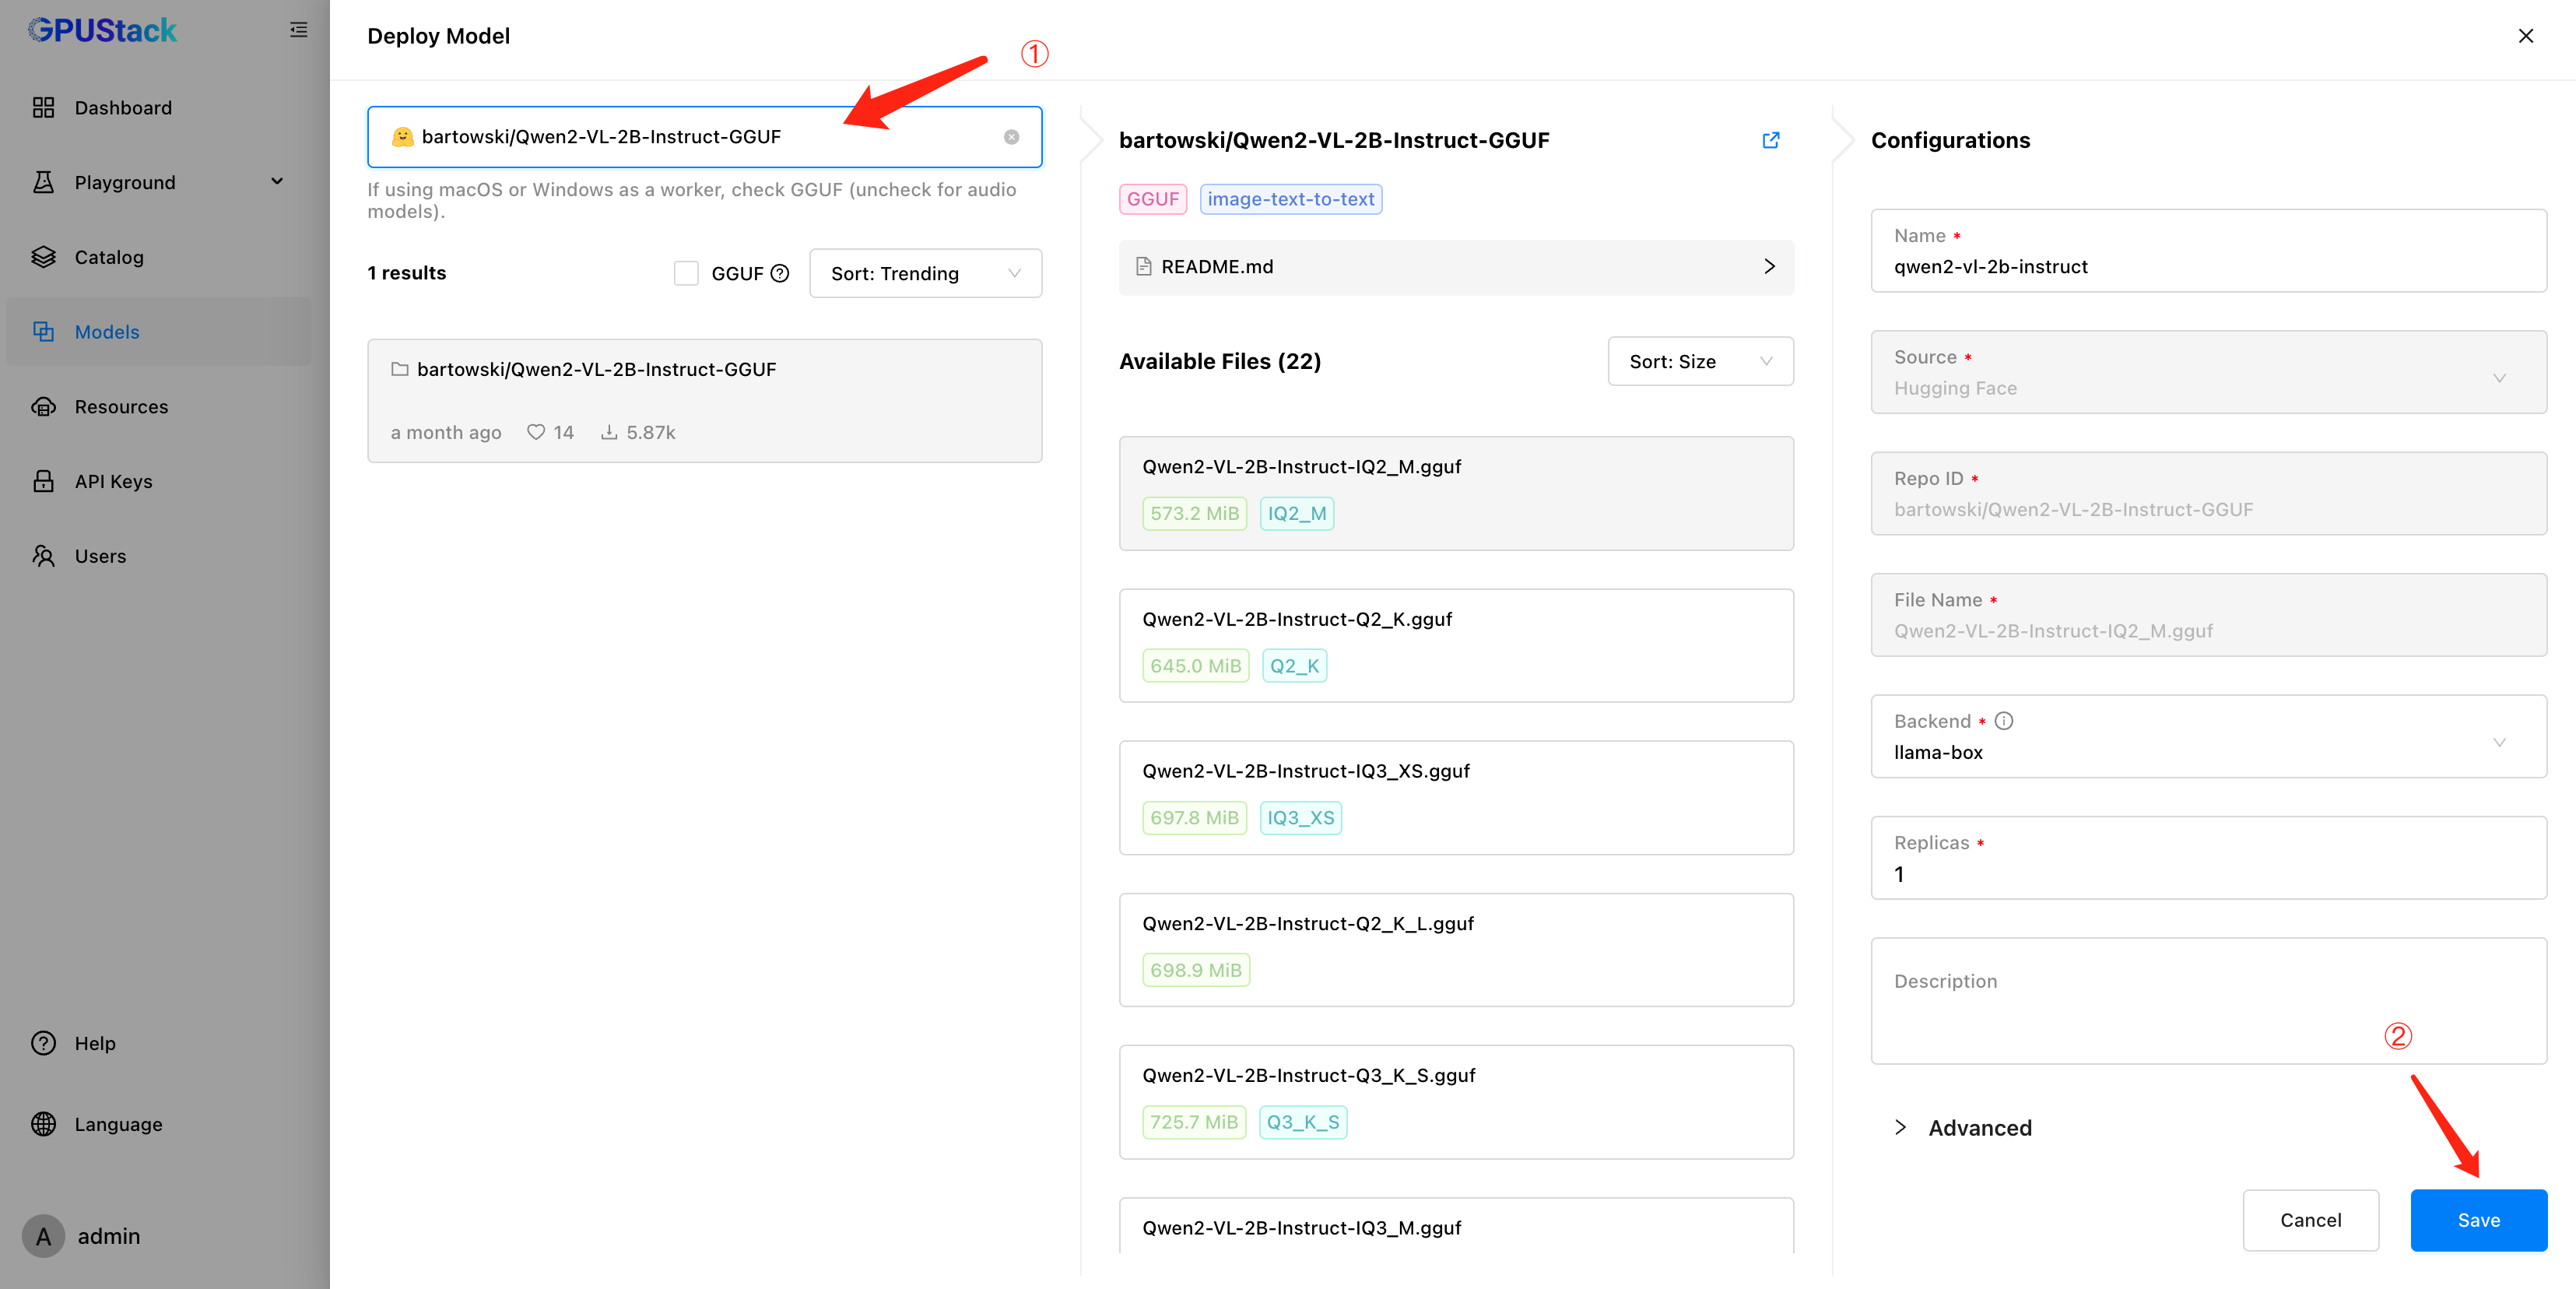 GPUStack
Dashboard
Playground
Catalog
Models
Resources
API Keys
Users
Help
Language
A admin
Deploy Model
①
bartowski/Qwen2-VL-2B-Instruct-GGUF
If using macOS or Windows as a worker, check GGUF (uncheck for audio
models).
1 results
GGUF
Sort: Trending
bartowski/Qwen2-VL-2B-Instruct-GGUF
a month ago 14 5.87k
bartowski/Qwen2-VL-2B-Instruct-GGUF
GGUF image-text-to-text
README.md
Available Files (22)
Sort: Size
Qwen2-VL-2B-Instruct-IQ2_M.gguf
573.2 MiB IQ2_M
Qwen2-VL-2B-Instruct-Q2_K.gguf
645.0 MiB Q2_K
Qwen2-VL-2B-Instruct-IQ3_XS.gguf
697.8 MiB IQ3_XS
Qwen2-VL-2B-Instruct-Q2_K_L.gguf
698.9 MiB
Qwen2-VL-2B-Instruct-Q3_K_S.gguf
725.7 MiB Q3_K_S
Qwen2-VL-2B-Instruct-IQ3_M.gguf
Configurations
Name *
qwen2-vl-2b-instruct
Source *
Hugging Face
Repo ID *
bartowski/Qwen2-VL-2B-Instruct-GGUF
File Name *
Qwen2-VL-2B-Instruct-IQ2_M.gguf
Backend *
llama-box
Replicas *
1
Description
②
Advanced
Cancel
Save